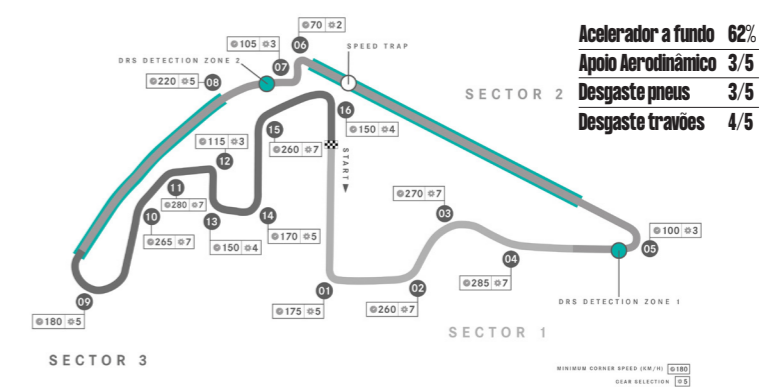 70 2
06
105 3
07
SPEED TRAP
DRS DETECTION ZONE 2
220 5
08
Acelerador a fundo 62%
Apoio Aerodinâmico 3/5
Desgaste pneus 3/5
Desgaste travões 4/5
SECTOR 2
16
150 4
15
260 7
115 3
12
START
11
280 7
10
265 7
13
150 4
14
170 5
270 7
03
100 3
05
04
285 7
02
260 7
01
175 5
09
180 5
DRS DETECTION ZONE 1
SECTOR 1
SECTOR 3
MINIMUM CORNER SPEED (KM/H) 180
GEAR SELECTION 5